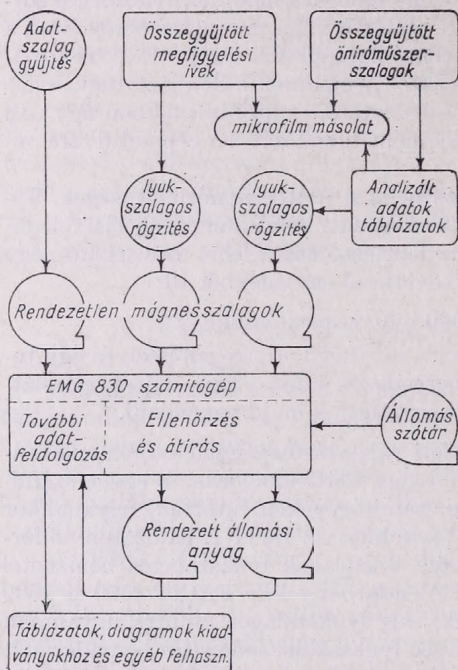 Adat-
szalag
gyűjtés
Összegyűjtött
megfigyelési
ívek
Összegyűjtött
öníróműszer-
szalagok
mikrofilm másolat
lyuk-
szalagos
rögzítés
lyuk-
szalagos
rögzítés
Analizált
adatok
táblázatok
Rendezetlen mágnesszalagok
EMG 830 számítógép
További
adat-
feldolgozás
Ellenőrzés
és átírás
Állomás
szótár
Rendezett állomási
anyag
Táblázatok, diagramok kiad-
ványokhoz és egyéb felhaszn.